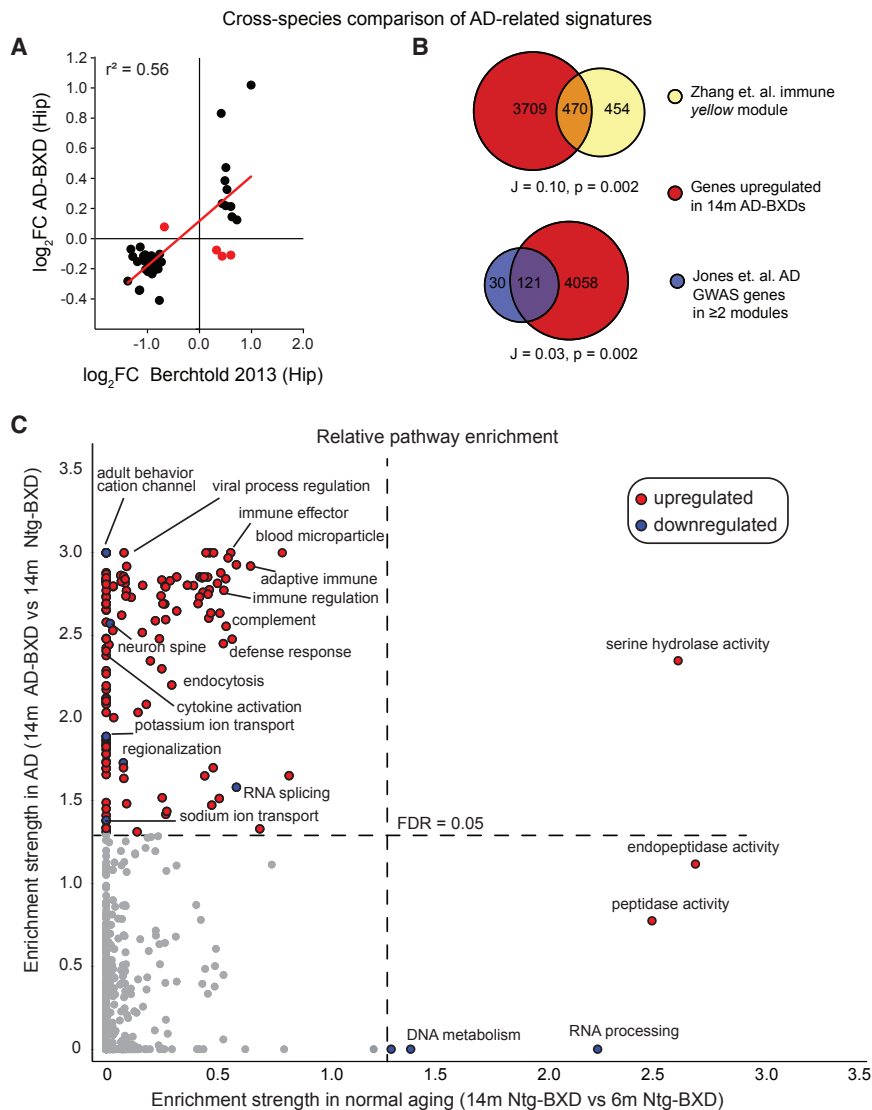 Cross-species comparison of AD-related signatures
A
r² = 0.56
log₂FC AD-BXD (Hip)
1.2
1.0
0.8
0.6
0.4
0.2
0.0
-0.2
-0.4
-1.0
0.0
1.0
2.0
log₂FC Berchtold 2013 (Hip)
B
3709
470
454
J = 0.10, p = 0.002
30
121
4058
J = 0.03, p = 0.002
Zhang et. al. immune
yellow module
Genes upregulated
in 14m AD-BXDs
Jones et. al. AD
GWAS genes
in ≥2 modules
C
Relative pathway enrichment
Enrichment strength in AD (14m AD-BXD vs 14m Ntg-BXD)
3.5
3.0
2.5
2.0
1.5
1.0
0.5
0
adult behavior
cation channel
viral process regulation
immune effector
blood microparticle
adaptive immune
immune regulation
complement
neuron spine
defense response
endocytosis
cytokine activation
potassium ion transport
regionalization
RNA splicing
sodium ion transport
upregulated
downregulated
serine hydrolase activity
FDR = 0.05
endopeptidase activity
peptidase activity
DNA metabolism
RNA processing
0
0.5
1.0
1.5
2.0
2.5
3.0
3.5
Enrichment strength in normal aging (14m Ntg-BXD vs 6m Ntg-BXD)